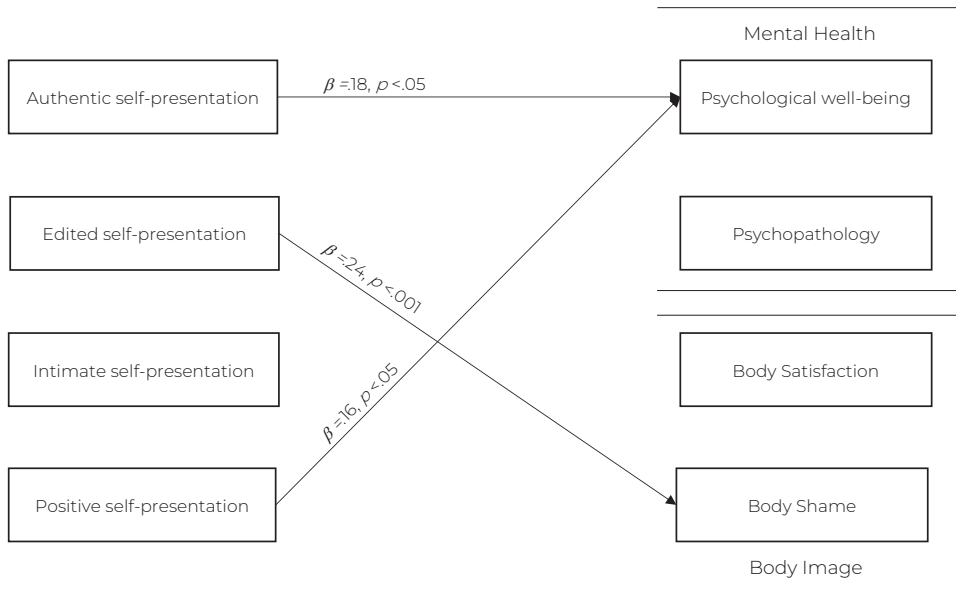 Mental Health
Authentic self-presentation
β =.18, p <.05
Psychological well-being
Edited self-presentation
β =.24, p <.001
Psychopathology
Intimate self-presentation
β =.16, p <.05
Body Satisfaction
Positive self-presentation
Body Shame
Body Image